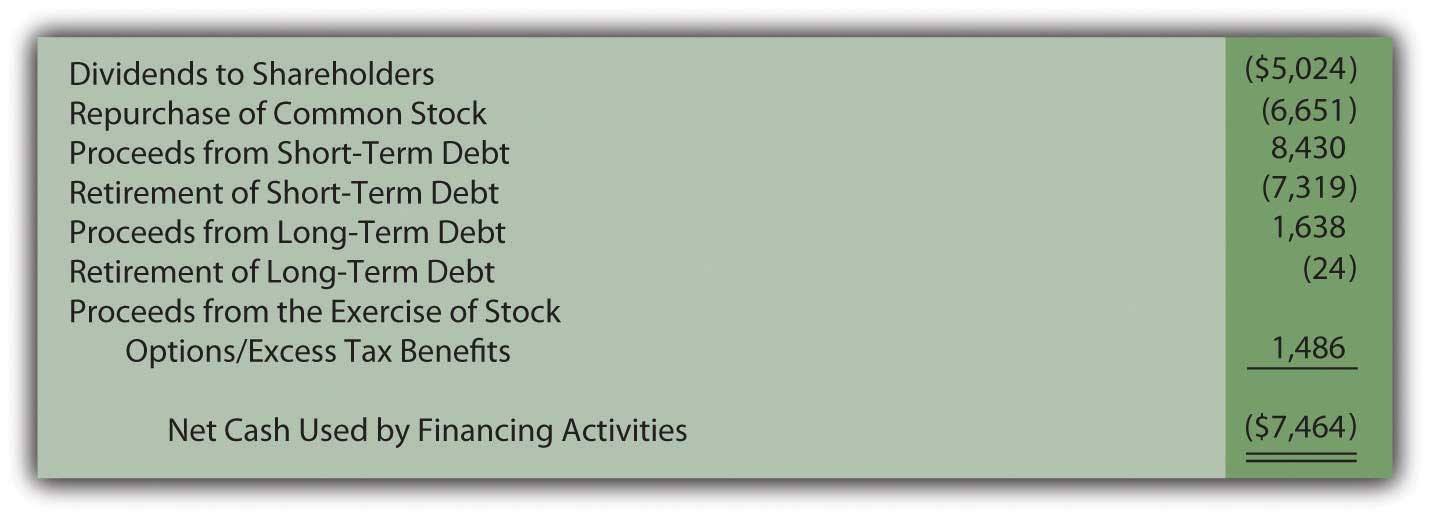 Dividends to Shareholders ($5,024)
Repurchase of Common Stock (6,651)
Proceeds from Short-Term Debt 8,430
Retirement of Short-Term Debt (7,319)
Proceeds from Long-Term Debt 1,638
Retirement of Long-Term Debt (24)
Proceeds from the Exercise of Stock
Options/Excess Tax Benefits 1,486
Net Cash Used by Financing Activities ($7,464)